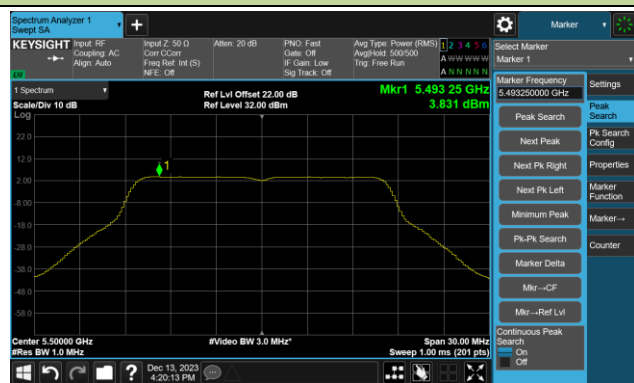 Spectrum Analyzer 1
Swept SA
+
Marker
KEYSIGHT
Input: RF
Coupling: AC
Align: Auto
Input Z: 50 Ω
Corr CCorr
Freq Ref: Int (S)
NFE: Off
Atten: 20 dB
PNO: Fast
Gate: Off
IF Gain: Low
Sig Track: Off
Avg Type: Power (RMS)
Avg|Hold: 500/500
Trig: Free Run
1 2 3 4 5 6
A W W W W W
A N N N N N
Select Marker
Marker 1
1 Spectrum
Scale/Div 10 dB
Log
Ref Lvl Offset 22.00 dB
Ref Level 32.00 dBm
Mkr1 5.493 25 GHz
3.831 dBm
22.0
12.0
2.00
-8.00
-18.0
-28.0
-38.0
-48.0
-58.0
1
Center 5.50000 GHz
#Res BW 1.0 MHz
#Video BW 3.0 MHz*
Span 30.00 MHz
Sweep 1.00 ms (201 pts)
Marker Frequency
5.493250000 GHz
Peak Search
Next Peak
Next Pk Right
Next Pk Left
Minimum Peak
Pk-Pk Search
Marker Delta
Mkr→CF
Mkr→Ref Lvl
Continuous Peak
Search
On
Off
Settings
Peak
Search
Pk Search
Config
Properties
Marker
Function
Marker→
Counter
?
Dec 13, 2023
4:20:13 PM